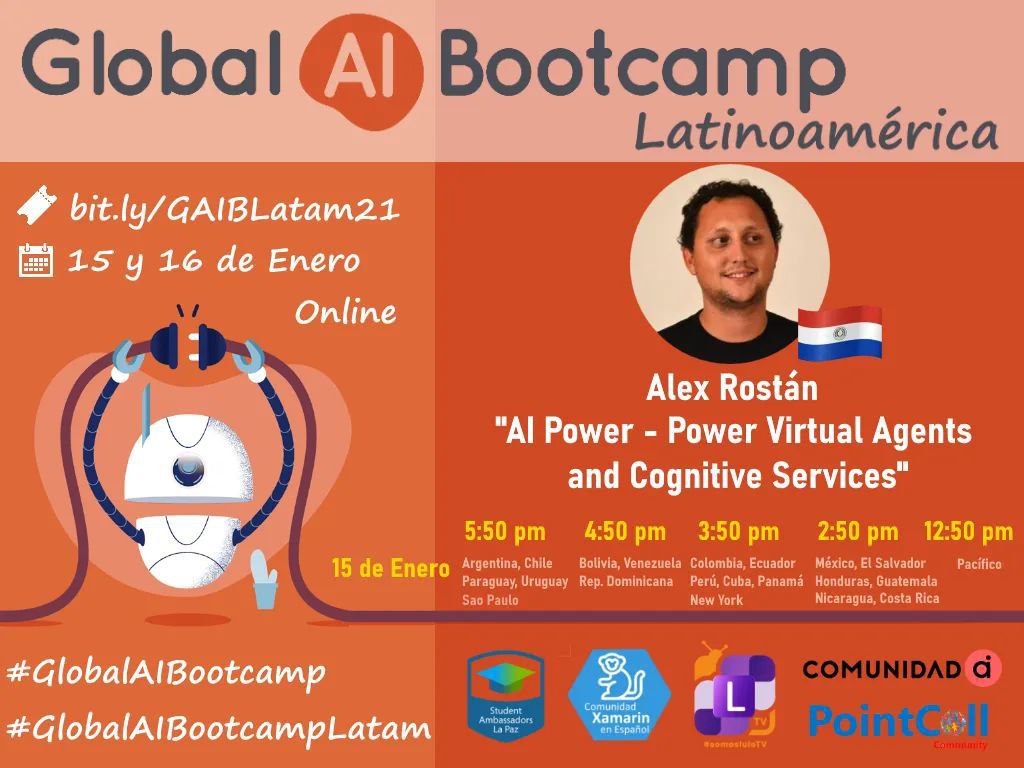 Global AI Bootcamp
Latinoamérica
bit.ly/GAIBLatam21
15 y 16 de Enero
Online
Alex Rostán
"AI Power - Power Virtual Agents
and Cognitive Services"
15 de Enero
5:50 pm
Argentina, Chile
Paraguay, Uruguay
Sao Paulo
4:50 pm
Bolivia, Venezuela
Rep. Dominicana
3:50 pm
Colombia, Ecuador
Perú, Cuba, Panamá
New York
2:50 pm
México, El Salvador
Honduras, Guatemala
Nicaragua, Costa Rica
12:50 pm
Pacífico
#GlobalAIBootcamp
#GlobalAIBootcampLatam
Student
Ambassadors
La Paz
Comunidad
Xamarin
en Español
L
TV
#somosluloTV
COMUNIDAD ai
PointColl
Community